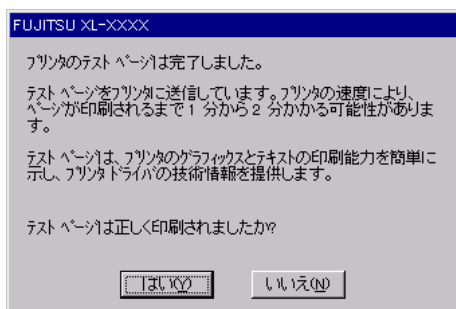 FUJITSU XL-XXXX
プリンタのテスト ページは完了しました。
テスト ページをプリンタに送信しています。プリンタの速度により、
ページが印刷されるまで 1 分から 2 分かかる可能性がありま
す。
テスト ページは、プリンタのグラフィックスとテキストの印刷能力を簡単に
示し、プリンタ ドライバの技術情報を提供します。
テスト ページは正しく印刷されましたか?
はい(Y)
いいえ(N)